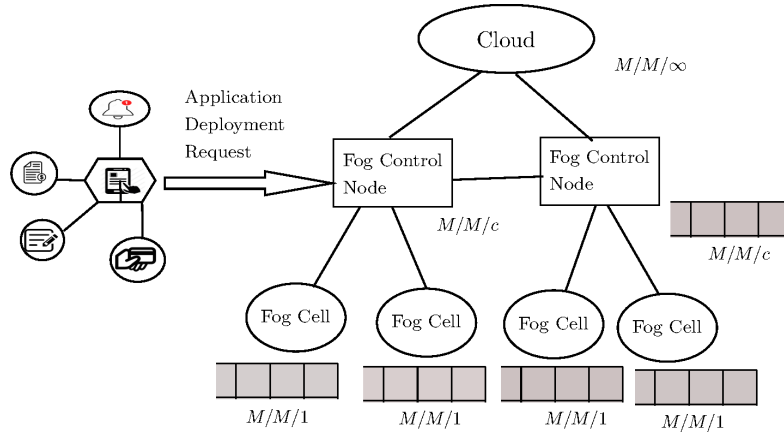 Cloud
M/M/∞
Application
Deployment
Request
Fog Control
Node
Fog Control
Node
M/M/c
M/M/c
Fog Cell
Fog Cell
Fog Cell
Fog Cell
M/M/1
M/M/1
M/M/1
M/M/1